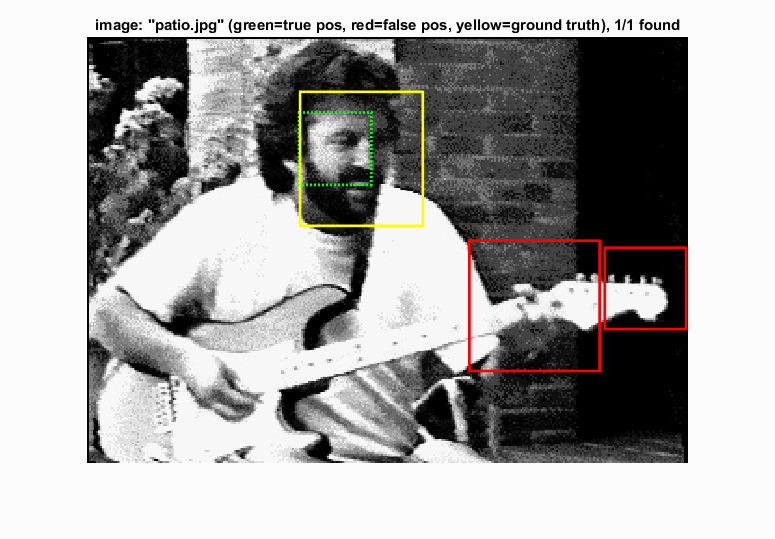 image: "patio.jpg" (green=true pos, red=false pos, yellow=ground truth), 1/1 found